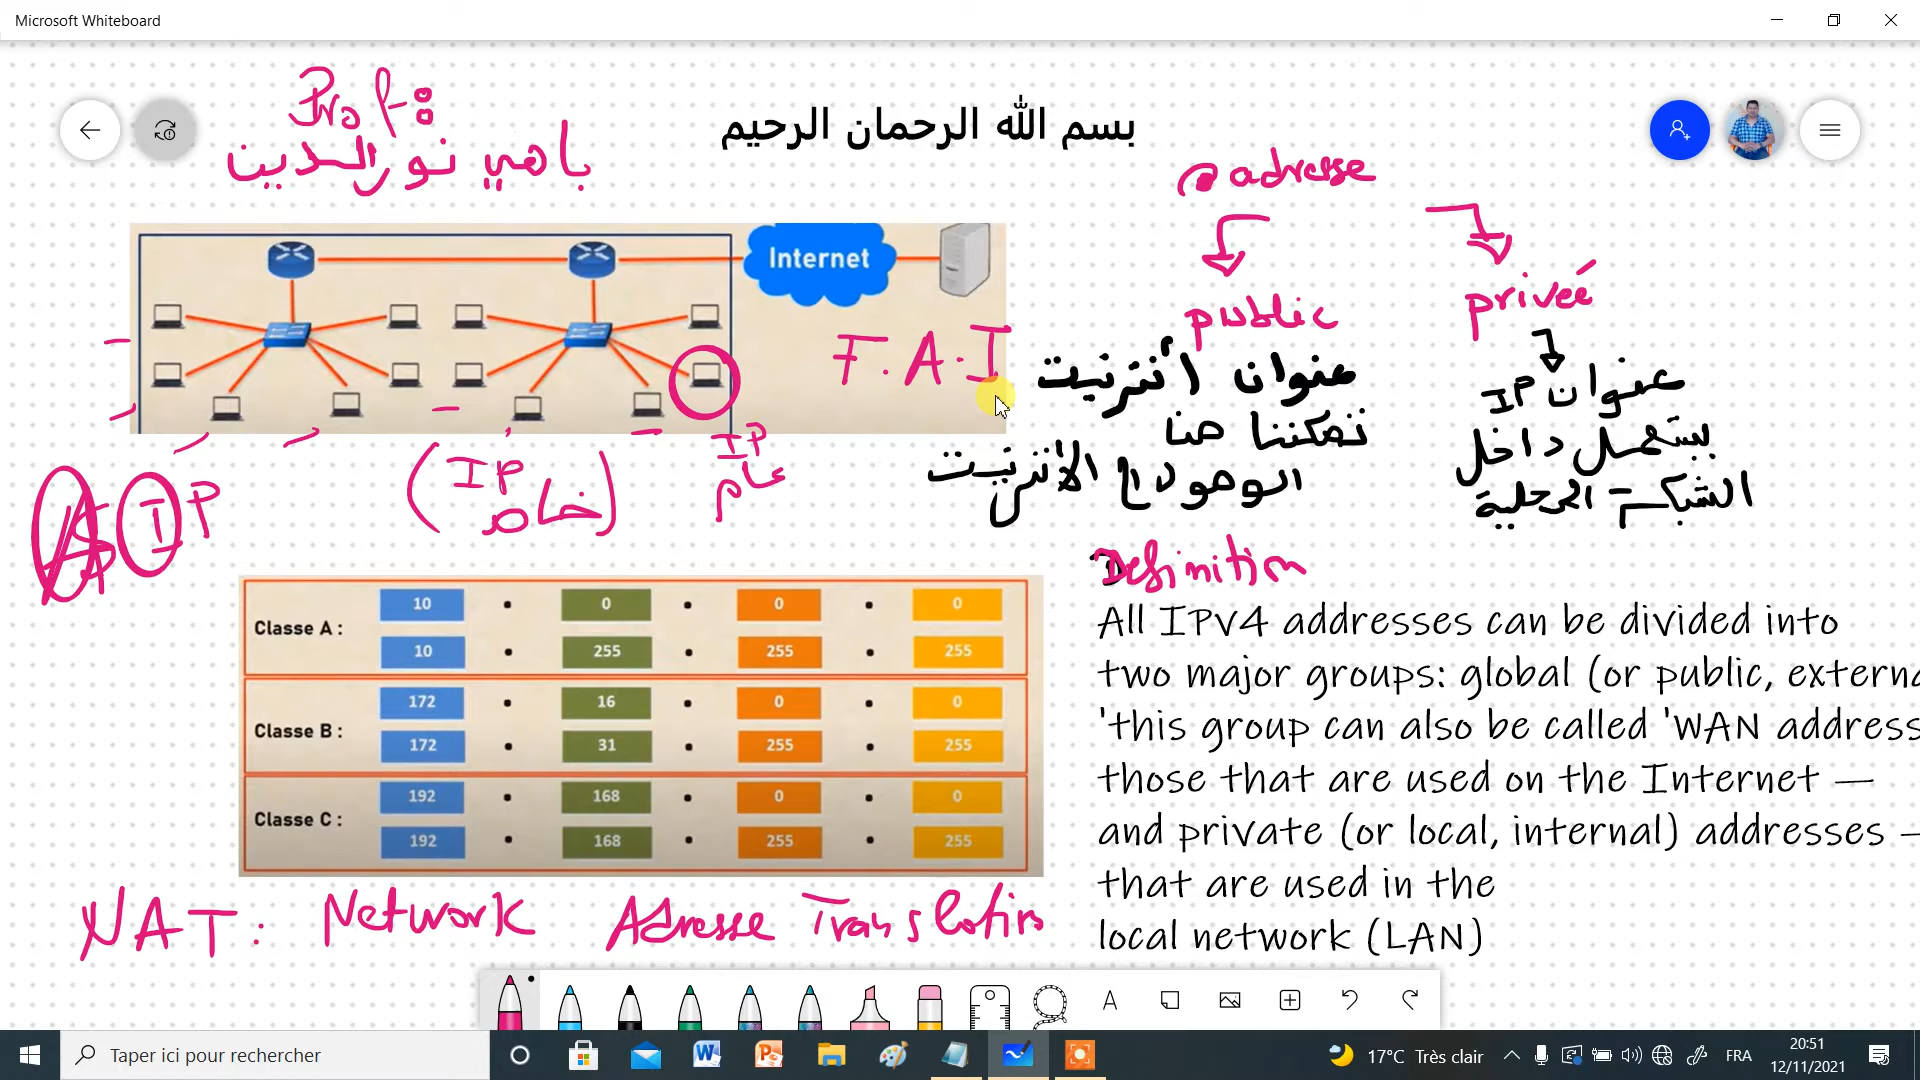 Microsoft Whiteboard
Prof:
باهي نور الدين
بسم الله الرحمان الرحيم
@ adresse
public
privée
Internet
F.A.I
عنوان أنترنيت
تمكننا هنا
الانترنيت
عنوان IP
يستعمل داخل
الشبكة المحلية
IP
عام
(IP
خاص)
IP
Definition
All IPv4 addresses can be divided into
two major groups: global (or public, externa
'this group can also be called 'WAN address
those that are used on the Internet —
and private (or local, internal) addresses —
that are used in the
local network (LAN)
Classe A :
10 . 0 . 0 . 0
10 . 255 . 255 . 255
Classe B :
172 . 16 . 0 . 0
172 . 31 . 255 . 255
Classe C :
192 . 168 . 0 . 0
192 . 168 . 255 . 255
NAT : Network Adresse Translation
Taper ici pour rechercher
17°C Très clair
FRA
20:51
12/11/2021